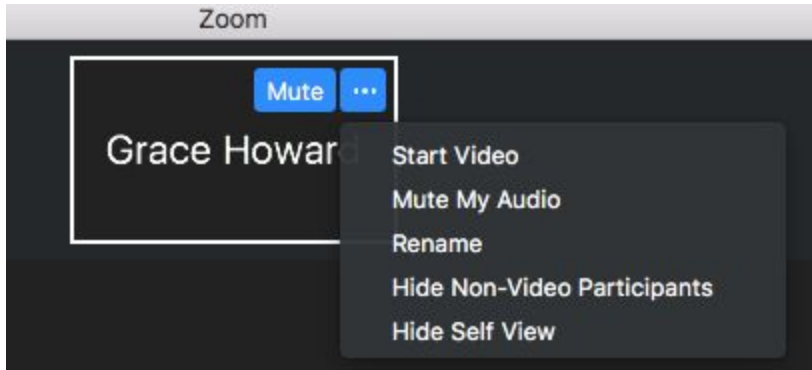 Zoom
Mute ···
Grace Howard
Start Video
Mute My Audio
Rename
Hide Non-Video Participants
Hide Self View